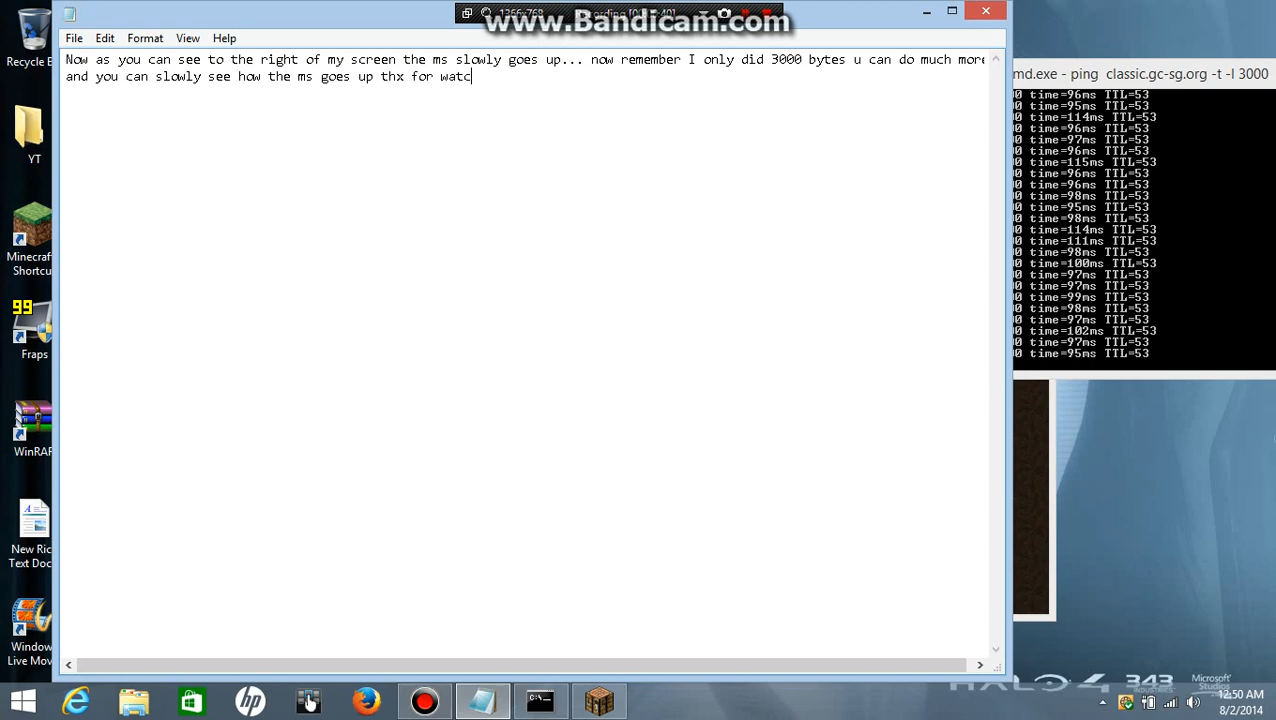 1366x768
www.Bandicam.com
File Edit Format View Help
Now as you can see to the right of my screen the ms slowly goes up... now remember I only did 3000 bytes u can do much more
and you can slowly see how the ms goes up thx for watc
md.exe - ping classic.gc-sg.org -t -l 3000
0 time=96ms TTL=53
0 time=95ms TTL=53
0 time=114ms TTL=53
0 time=96ms TTL=53
0 time=97ms TTL=53
0 time=96ms TTL=53
0 time=115ms TTL=53
0 time=96ms TTL=53
0 time=96ms TTL=53
0 time=98ms TTL=53
0 time=95ms TTL=53
0 time=98ms TTL=53
0 time=114ms TTL=53
0 time=111ms TTL=53
0 time=98ms TTL=53
0 time=100ms TTL=53
0 time=97ms TTL=53
0 time=97ms TTL=53
0 time=99ms TTL=53
0 time=98ms TTL=53
0 time=97ms TTL=53
0 time=102ms TTL=53
0 time=97ms TTL=53
0 time=95ms TTL=53
Recycle B
YT
Minecraft
Shortcu
99
Fraps
WinRAR
New Ric
Text Doc
Window
Live Mov
HALO 4
343 INDUSTRIES
Microsoft Studios
hp
C:\
12:50 AM
8/2/2014